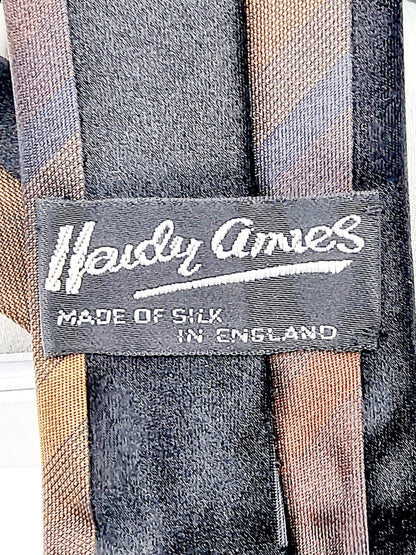 Hardy Amies
MADE OF SILK
IN ENGLAND